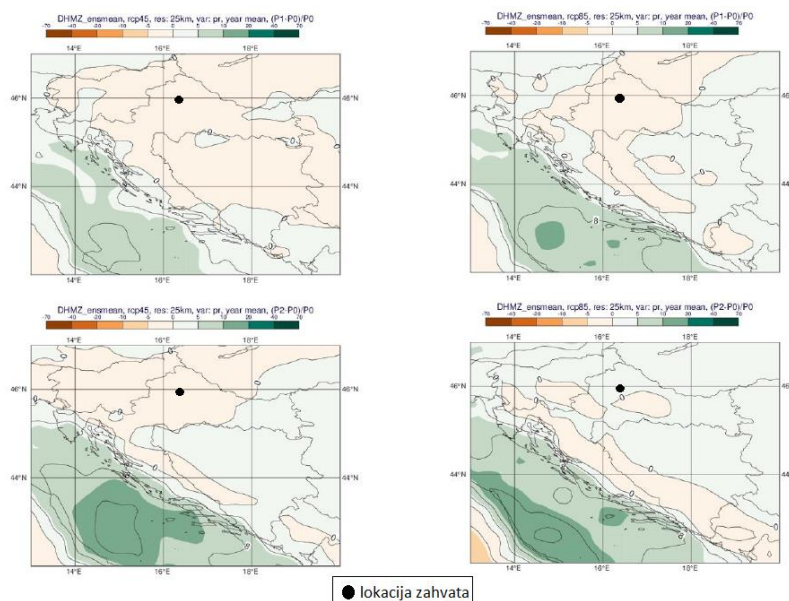 DHMZ_ensmean, rcp45, res: 25km, var: pr, year mean, (P1-P0)/P0
-70 -40 -20 -10 -5 0 5 10 20 40 70
46°N
44°N
14°E 16°E 18°E
DHMZ_ensmean, rcp85, res: 25km, var: pr, year mean, (P1-P0)/P0
-70 -40 -20 -10 -5 0 5 10 20 40 70
46°N
44°N
8
14°E 16°E 18°E
DHMZ_ensmean, rcp45, res: 25km, var: pr, year mean, (P2-P0)/P0
-70 -40 -20 -10 -5 0 5 10 20 40 70
46°N
44°N
8
14°E 16°E 18°E
DHMZ_ensmean, rcp85, res: 25km, var: pr, year mean, (P2-P0)/P0
-70 -40 -20 -10 -5 0 5 10 20 40 70
46°N
44°N
8
14°E 16°E 18°E
lokacija zahvata